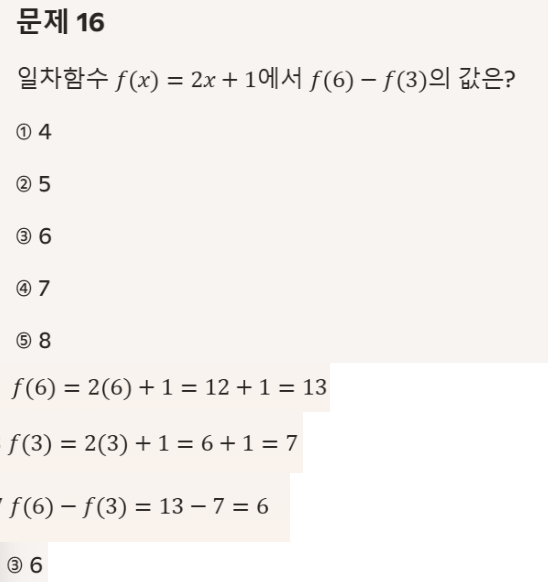 문제 16
일차함수 f(x) = 2x + 1에서 f(6) − f(3)의 값은?
① 4
② 5
③ 6
④ 7
⑤ 8
f(6) = 2(6) + 1 = 12 + 1 = 13
f(3) = 2(3) + 1 = 6 + 1 = 7
f(6) − f(3) = 13 − 7 = 6
③ 6